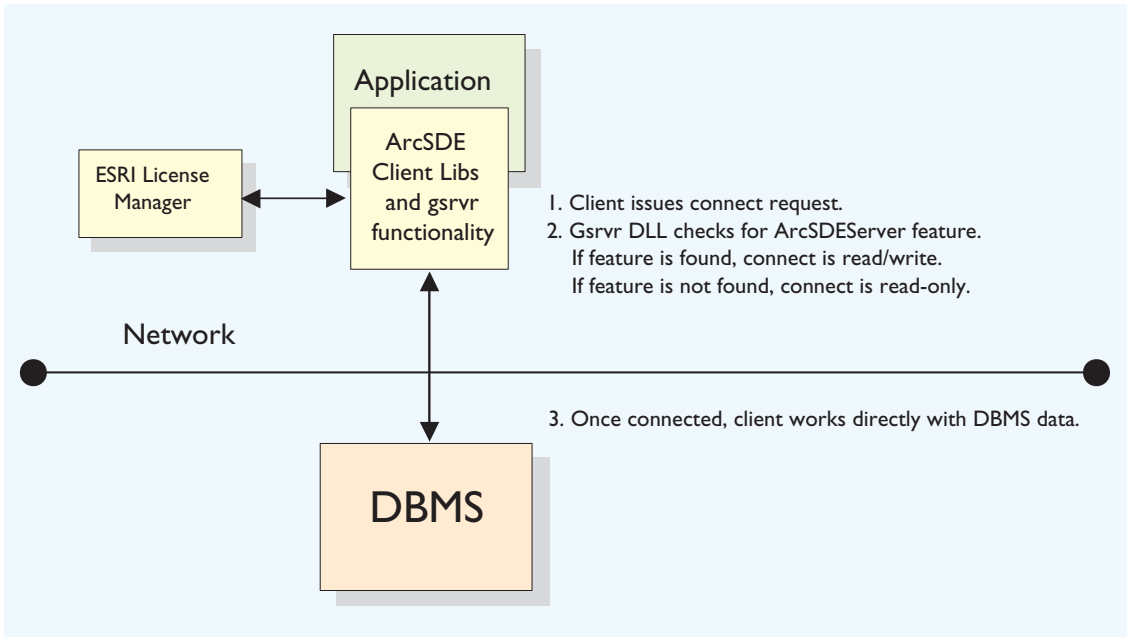 Application
ArcSDE
Client Libs
and gsrvr
functionality
ESRI License
Manager
1. Client issues connect request.
2. Gsrvr DLL checks for ArcSDEServer feature.
If feature is found, connect is read/write.
If feature is not found, connect is read-only.
Network
3. Once connected, client works directly with DBMS data.
DBMS